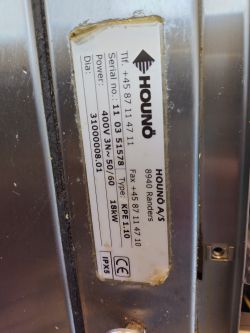 HOUNÖ
HOUNÖ A/S
8940 Randers
Tlf. +45 87 11 47 11
Fax +45 87 11 47 10
Serial no.: 11 03 51578
Type: KPE 1.10
400V 3N~ 50/60
18kW
Power:
31000008.01
Dia:
IPX5
CE